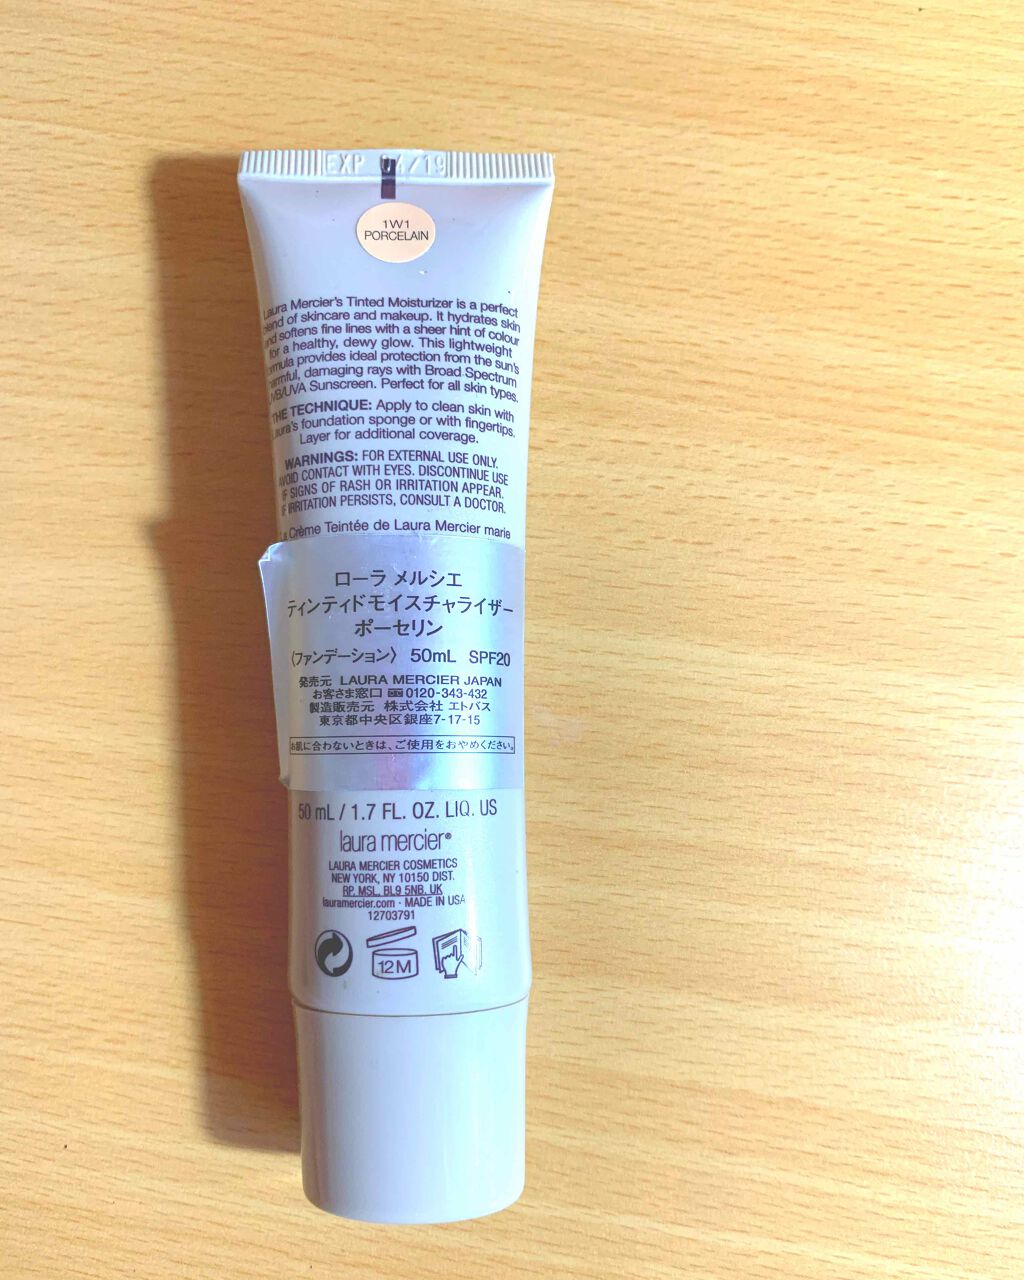 EXP 04/19
1W1
PORCELAIN
Laura Mercier's Tinted Moisturizer is a perfect
blend of skincare and makeup. It hydrates skin
and softens fine lines with a sheer hint of colour
for a healthy, dewy glow. This lightweight
formula provides ideal protection from the sun's
harmful, damaging rays with Broad Spectrum
UVB/UVA Sunscreen. Perfect for all skin types.
THE TECHNIQUE: Apply to clean skin with
Laura's foundation sponge or with fingertips.
Layer for additional coverage.
WARNINGS: FOR EXTERNAL USE ONLY.
AVOID CONTACT WITH EYES. DISCONTINUE USE
IF SIGNS OF RASH OR IRRITATION APPEAR.
IF IRRITATION PERSISTS, CONSULT A DOCTOR.
La Crème Teintée de Laura Mercier marie
ローラ メルシエ
ティンティドモイスチャライザー
ポーセリン
〈ファンデーション〉 50mL SPF20
発売元 LAURA MERCIER JAPAN
お客さま窓口 0120-343-432
製造販売元 株式会社 エトバス
東京都中央区銀座7-17-15
お肌に合わないときは、ご使用をおやめください。
50 mL / 1.7 FL. OZ. LIQ. US
laura mercier®
LAURA MERCIER COSMETICS
NEW YORK, NY 10150 DIST.
RP, MSL, BL9 5NB, UK
lauramercier.com · MADE IN USA
12703791
12M